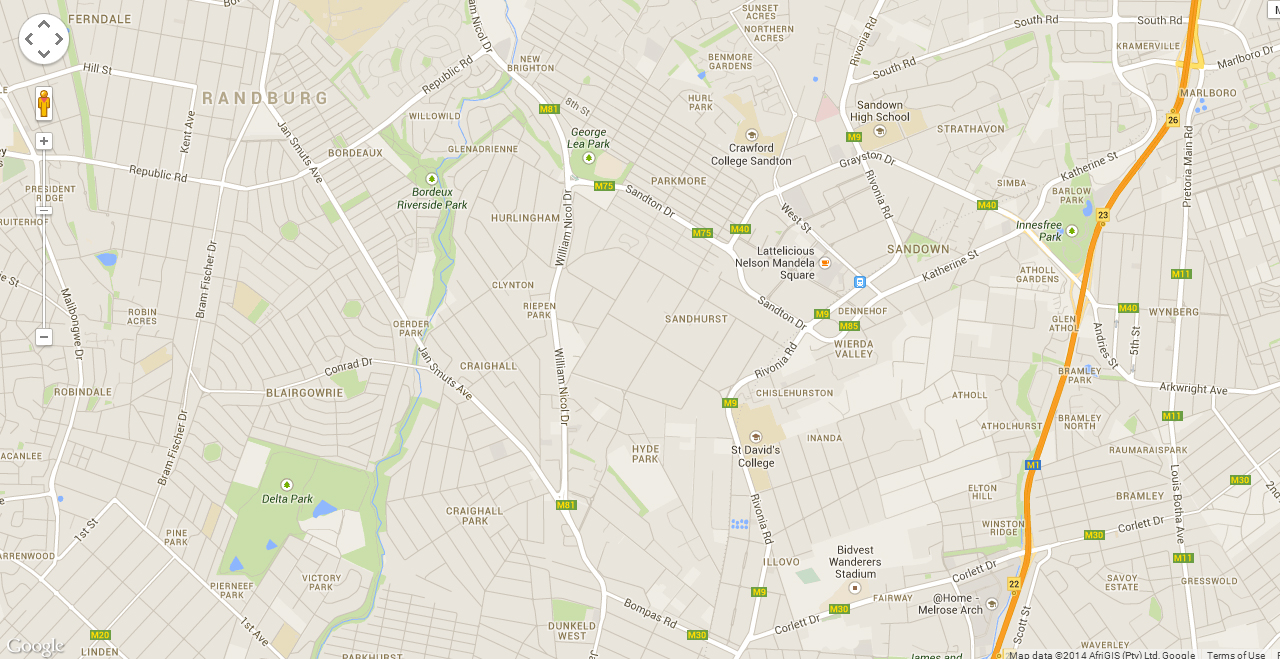 FERNDALE
Hill St
RANDBURG
Kent Ave
Jan Smuts Ave
Republic Rd
William Nicol Dr
NEW
BRIGHTON
8th St
M81
WILLOWILD
GLENADRIENNE
BORDEAUX
Republic Rd
PRESIDENT
RIDGE
RUITERHOF
Bordeux
Riverside Park
George
Lea Park
M75
Sandton Dr
PARKMORE
HURL
PARK
BENMORE
GARDENS
SUNSET
ACRES
NORTHERN
ACRES
Rivonia Rd
South Rd
South Rd
South Rd
KRAMERVILLE
Marlboro Dr
MARLBORO
26
Sandown
High School
M9
STRATHAVON
Crawford
College Sandton
Grayston Dr
Rivonia Rd
Katherine St
Pretoria Main Rd
SIMBA
BARLOW
PARK
M40
23
Innesfree
Park
West St
M40
M75
HURLINGHAM
William Nicol Dr
Lattelicious
Nelson Mandela
Square
SANDOWN
Katherine St
ATHOLL
GARDENS
M11
M40
WYNBERG
Bram Fischer Dr
Malibongwe Dr
ROBIN
ACRES
CLYNTON
RIEPEN
PARK
OERDER
PARK
SANDHURST
Sandton Dr
M9
DENNEHOF
M85
WIERDA
VALLEY
GLEN
ATHOL
Andries St
5th St
Rivonia Rd
Jan Smuts Ave
William Nicol Dr
CRAIGHALL
Conrad Dr
BLAIRGOWRIE
ROBINDALE
BRAMLEY
PARK
Arkwright Ave
M9
CHISLEHURSTON
ATHOLL
ATHOLHURST
BRAMLEY
NORTH
M11
Bram Fischer Dr
ACANLEE
HYDE
PARK
St David's
College
INANDA
RAUMARAISPARK
M1
Louis Botha Ave
M30
2nd
Delta Park
M81
CRAIGHALL
PARK
Rivonia Rd
ELTON
HILL
BRAMLEY
1st St
PINE
PARK
WINSTON
RIDGE
Corlett Dr
M30
ARRENWOOD
ILLOVO
Bidvest
Wanderers
Stadium
Corlett Dr
M11
PIERNEEF
PARK
VICTORY
PARK
M9
FAIRWAY
22
SAVOY
ESTATE
GRESSWOLD
@Home -
Melrose Arch
M30
Corlett Dr
Bompas Rd
M30
DUNKELD
WEST
1st Ave
M20
LINDEN
PARKHURST
Scott St
WAVERLEY
James and
Google
Map data ©2014 AfriGIS (Pty) Ltd, Google
Terms of Use